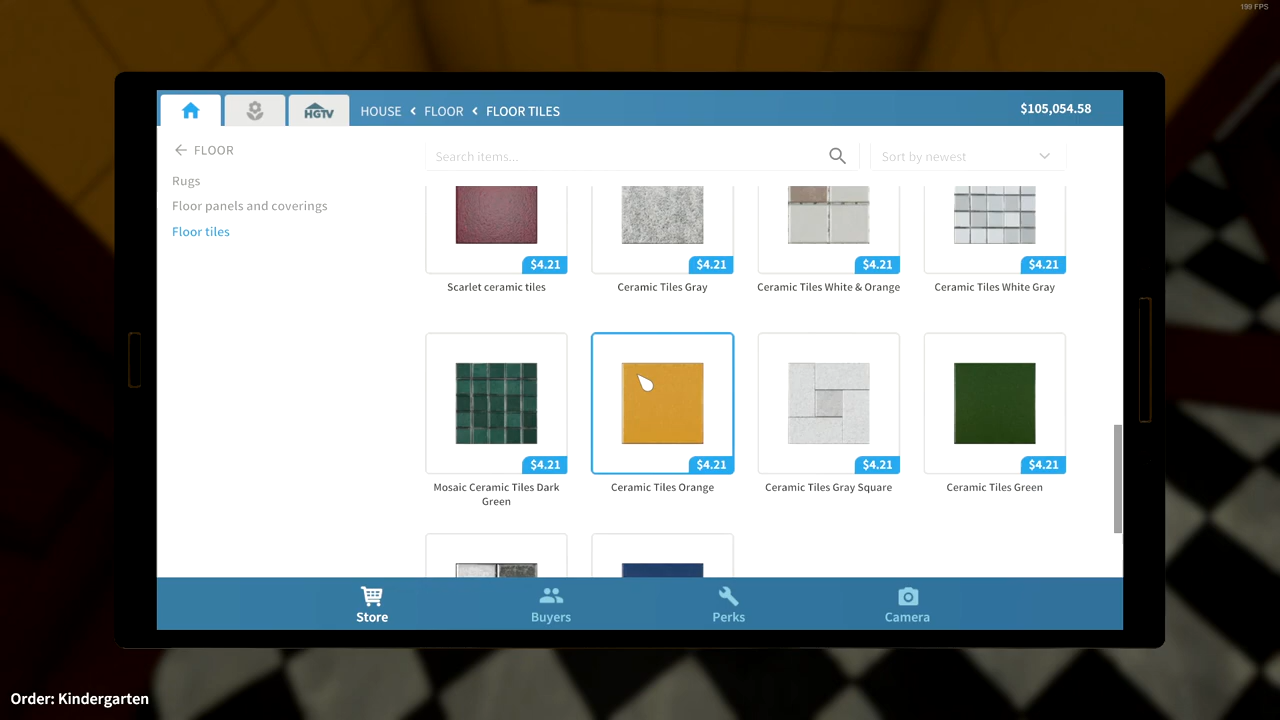 199 FPS
HGTV
HOUSE < FLOOR < FLOOR TILES
$105,054.58
FLOOR
Rugs
Floor panels and coverings
Floor tiles
Search items...
Sort by newest
$4.21
$4.21
$4.21
$4.21
Scarlet ceramic tiles
Ceramic Tiles Gray
Ceramic Tiles White & Orange
Ceramic Tiles White Gray
$4.21
$4.21
$4.21
$4.21
Mosaic Ceramic Tiles Dark
Green
Ceramic Tiles Orange
Ceramic Tiles Gray Square
Ceramic Tiles Green
Store
Buyers
Perks
Camera
Order: Kindergarten